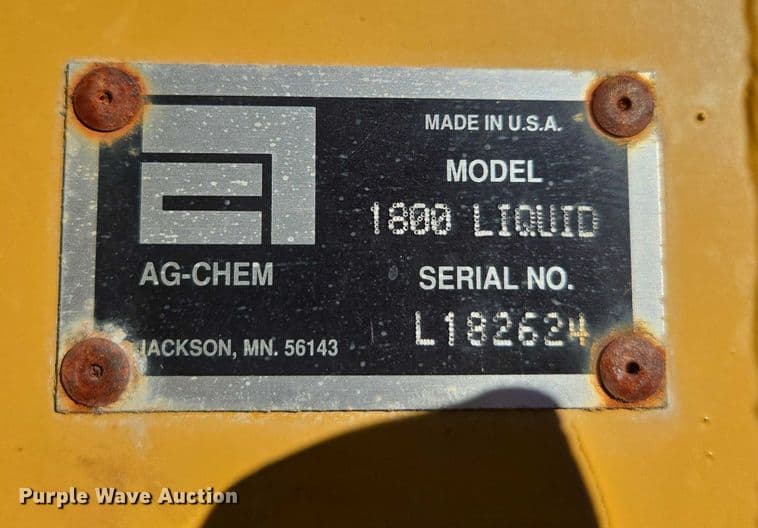 MADE IN U.S.A.
MODEL
1800 LIQUID
AG-CHEM
SERIAL NO.
L182624
JACKSON, MN. 56143
Purple Wave Auction